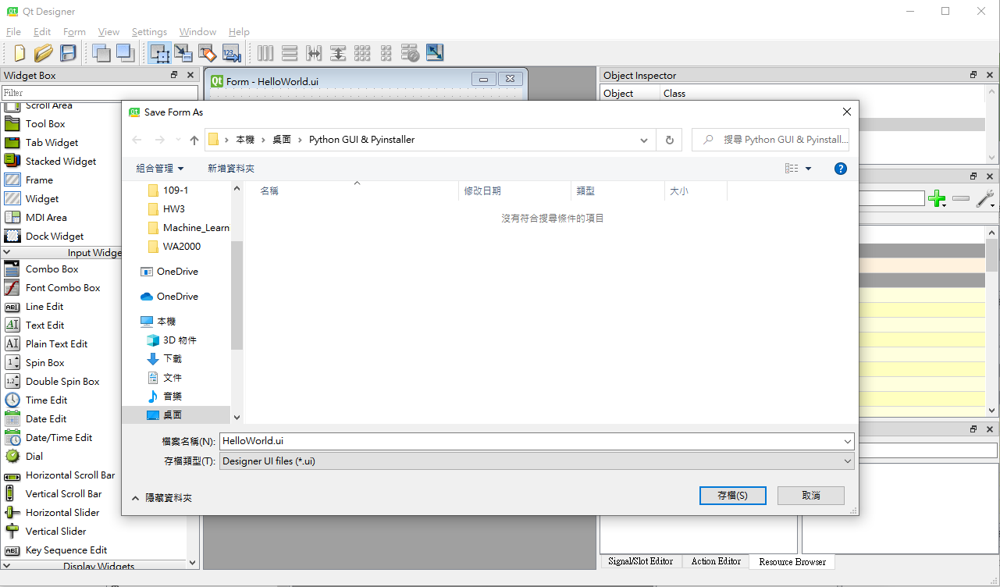 Qt Designer
File Edit Form View Settings Window Help
Widget Box
Filter
Scroll Area
Tool Box
Tab Widget
Stacked Widget
Frame
Widget
MDI Area
Dock Widget
Input Widge
Combo Box
Font Combo Box
Line Edit
Text Edit
Plain Text Edit
Spin Box
Double Spin Box
Time Edit
Date Edit
Date/Time Edit
Dial
Horizontal Scroll Bar
Vertical Scroll Bar
Horizontal Slider
Vertical Slider
Key Sequence Edit
Display Widgets
Form - HelloWorld.ui
Object Inspector
Object Class
Save Form As
本機 桌面 Python GUI & Pyinstaller
搜尋 Python GUI & Pyinstall...
組合管理 新增資料夾
109-1
HW3
Machine_Learn
WA2000
OneDrive
OneDrive
本機
3D 物件
下載
文件
音樂
桌面
名稱 修改日期 類型 大小
沒有符合搜尋條件的項目
檔案名稱(N): HelloWorld.ui
存檔類型(T): Designer UI files (*.ui)
隱藏資料夾
存檔(S) 取消
Signal/Slot Editor Action Editor Resource Browser